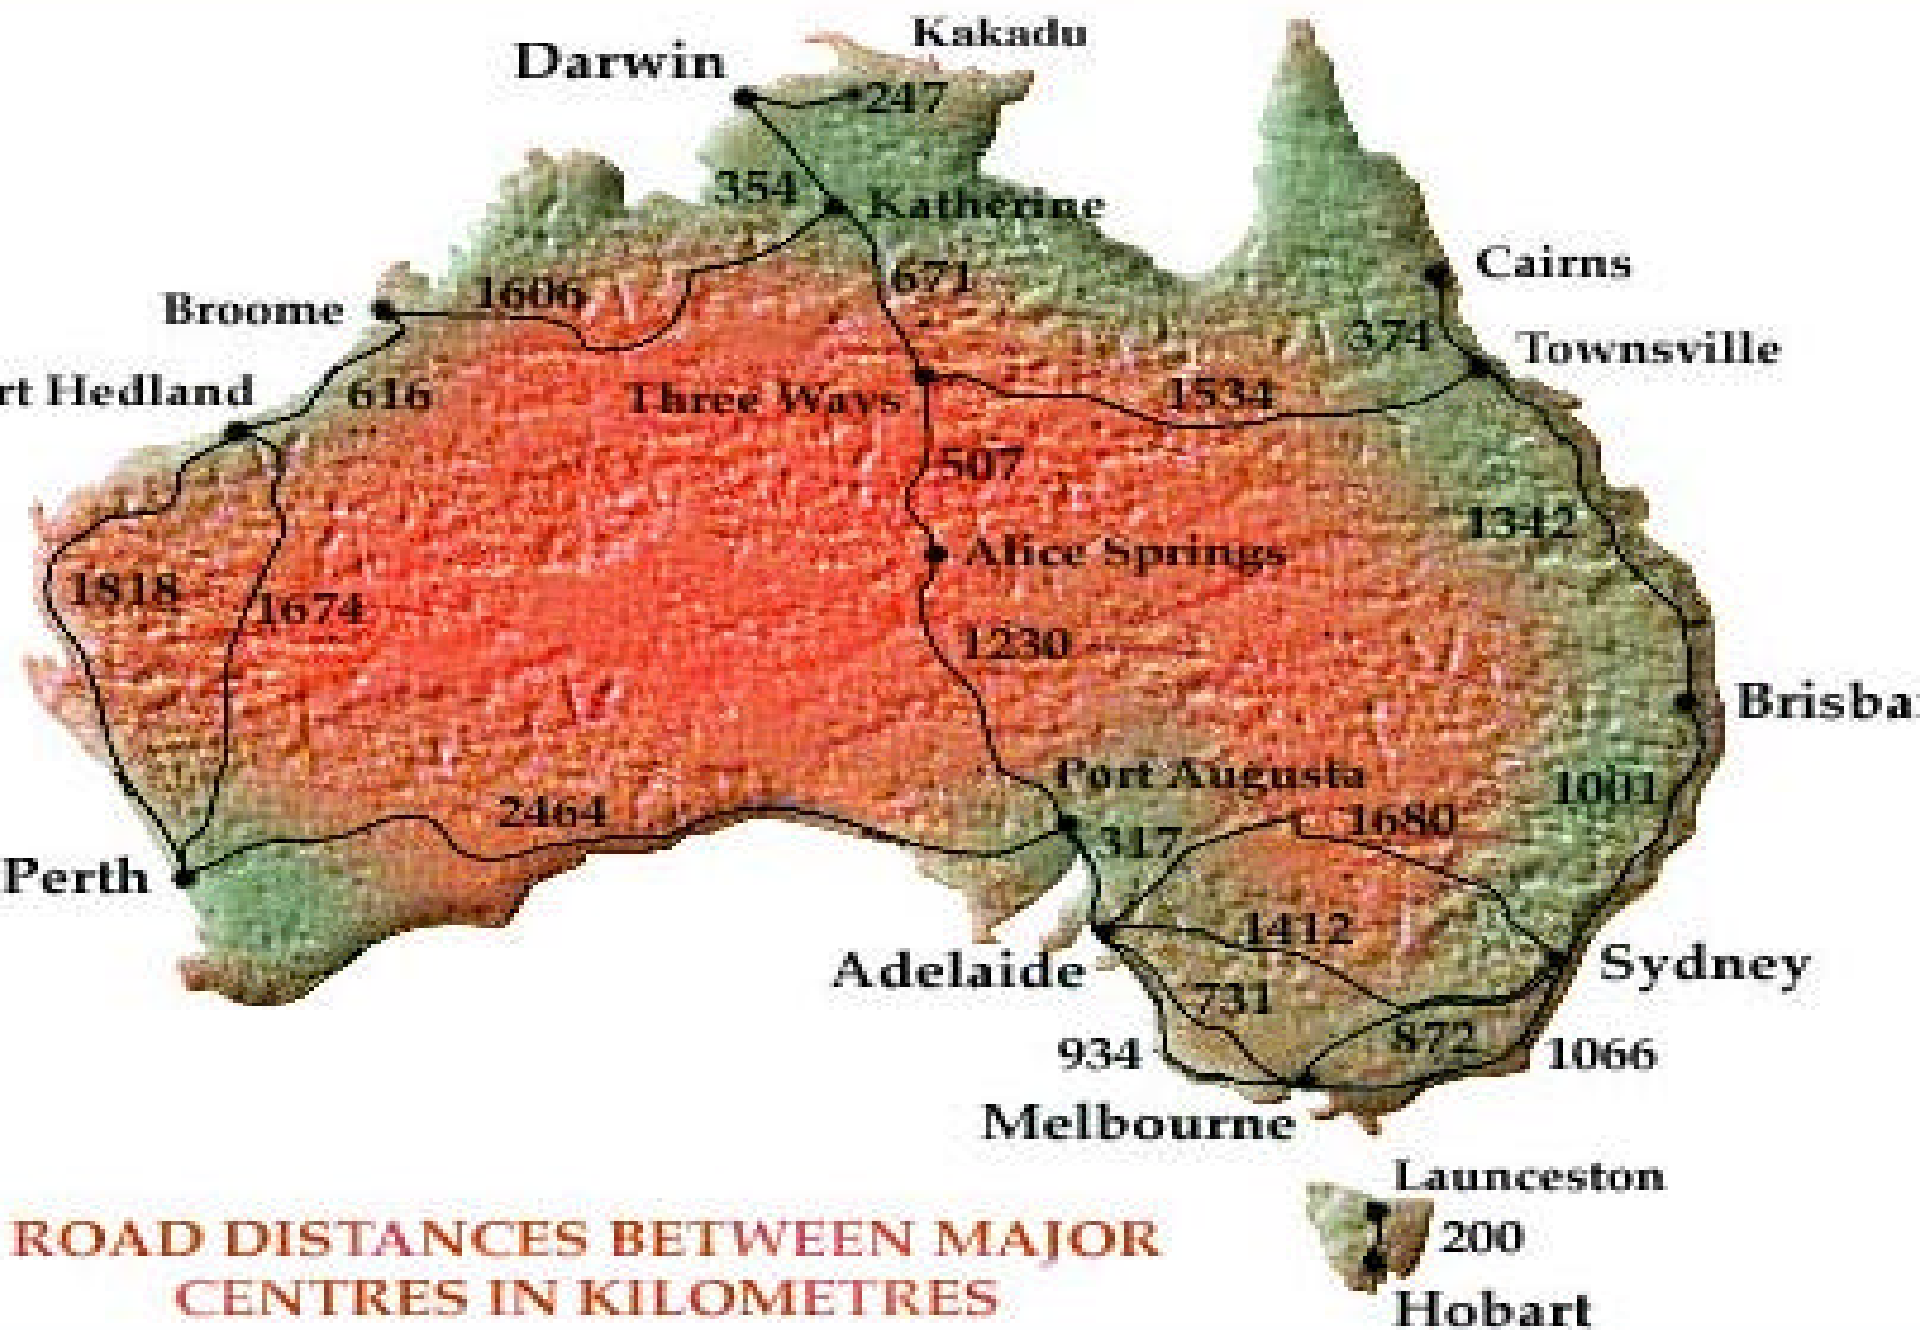 Kakadu
Darwin
247
354
Katherine
Cairns
671
1606
Broome
374
Townsville
rt Hedland
616
Three Ways
1534
507
1342
Alice Springs
1818
1674
1230
Brisba
Port Augusta
1001
2464
1680
317
Perth
1412
Adelaide
Sydney
731
872
934
1066
Melbourne
Launceston
200
Hobart
ROAD DISTANCES BETWEEN MAJOR
CENTRES IN KILOMETRES